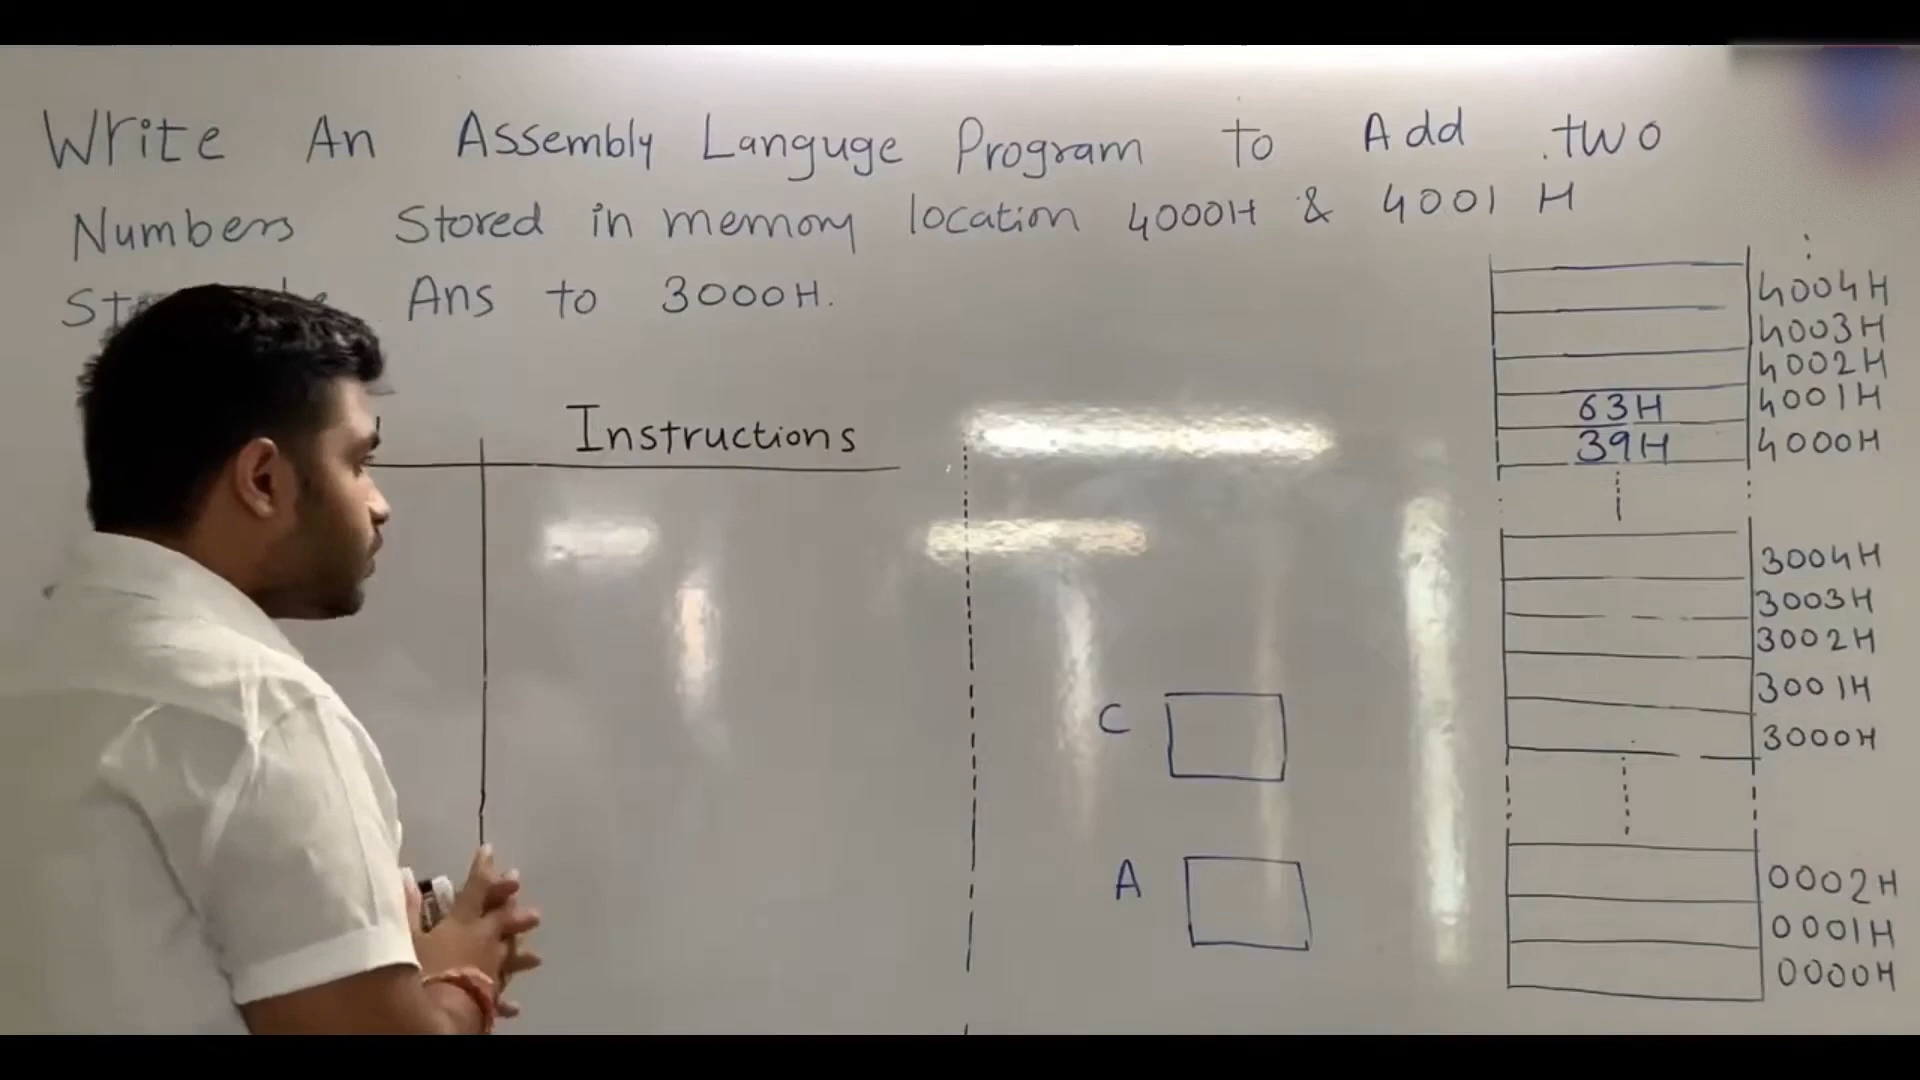 Write An Assembly Languge Program to Add two
Numbers Stored in memory location 4000H & 4001 H
Ans to 3000H.
Instructions
4004H
4003H
4002H
63H 4001H
39H 4000H
3004H
3003H
3002H
3001H
3000H
C
A
0002H
0001H
0000H